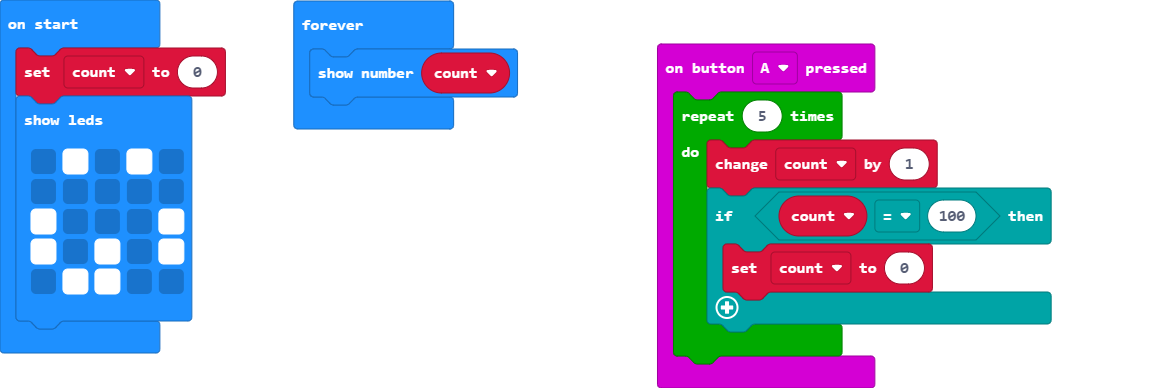 on start
set count to 0
show leds
forever
show number count
on button A pressed
repeat 5 times
do
change count by 1
if count = 100 then
set count to 0